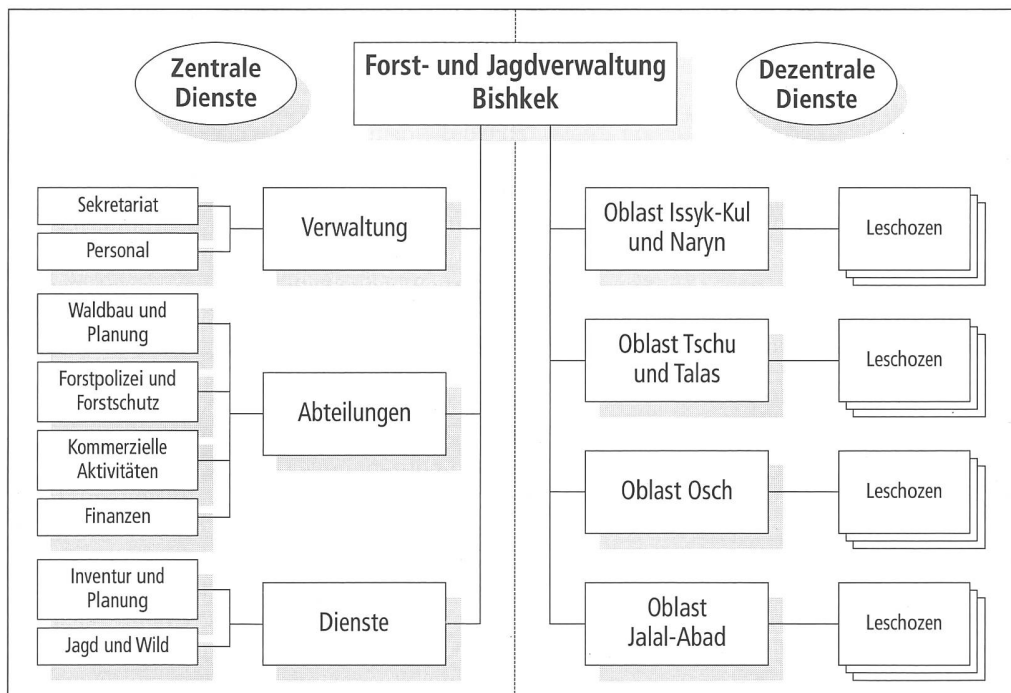 Zentrale
Dienste
Forst- und Jagdverwaltung
Bishkek
Dezentrale
Dienste
Sekretariat
Personal
Verwaltung
Waldbau und
Planung
Forstpolizei und
Forstschutz
Kommerzielle
Aktivitäten
Finanzen
Abteilungen
Inventur und
Planung
Jagd und Wild
Dienste
Oblast Issyk-Kul
und Naryn
Leschozen
Oblast Tschu
und Talas
Leschozen
Oblast Osch
Leschozen
Oblast
Jalal-Abad
Leschozen